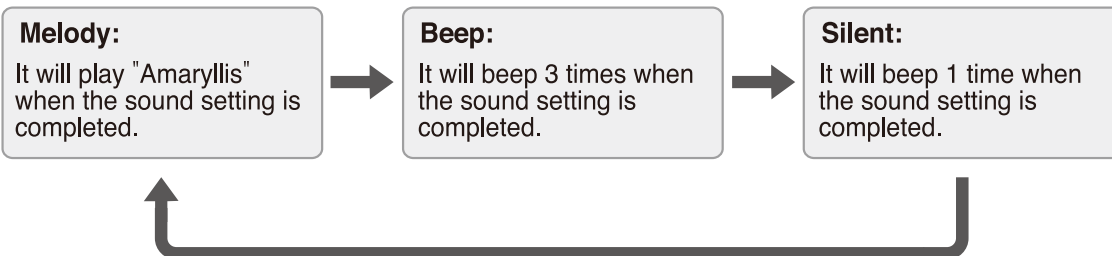 Melody:
It will play "Amaryllis"
when the sound setting is
completed.
Beep:
It will beep 3 times when
the sound setting is
completed.
Silent:
It will beep 1 time when
the sound setting is
completed.